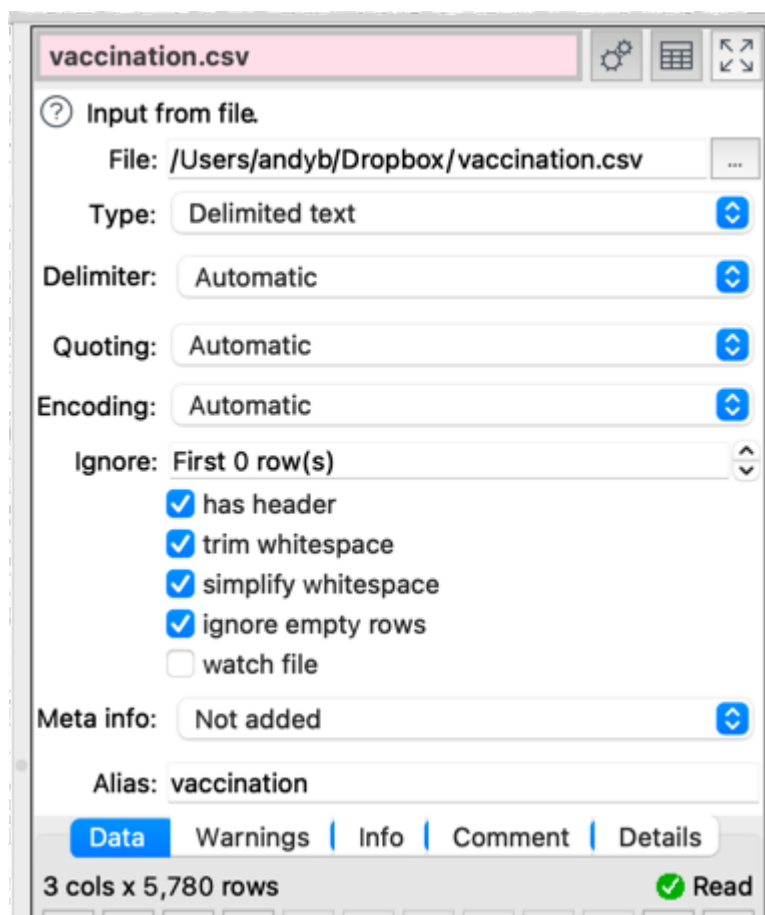 vaccination.csv
? Input from file.
File: /Users/andyb/Dropbox/vaccination.csv ...
Type: Delimited text
Delimiter: Automatic
Quoting: Automatic
Encoding: Automatic
Ignore: First 0 row(s)
has header
trim whitespace
simplify whitespace
ignore empty rows
watch file
Meta info: Not added
Alias: vaccination
Data Warnings Info Comment Details
3 cols x 5,780 rows Read